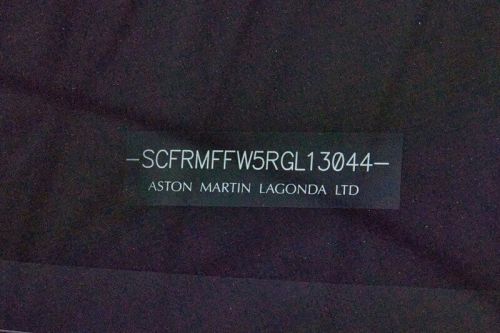 -SCFRMFFW5RGL13044-
ASTON MARTIN LAGONDA LTD